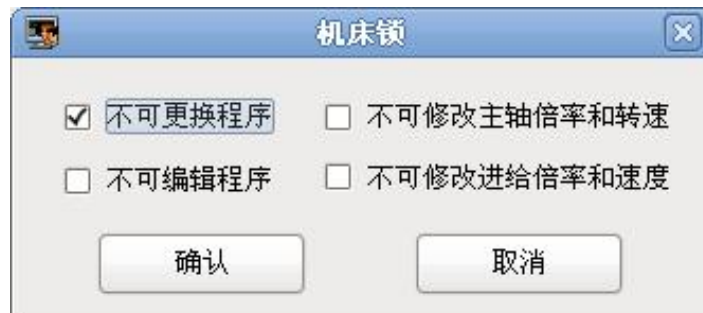 机床锁
不可更换程序 不可修改主轴倍率和转速
不可编辑程序 不可修改进给倍率和速度
确认 取消